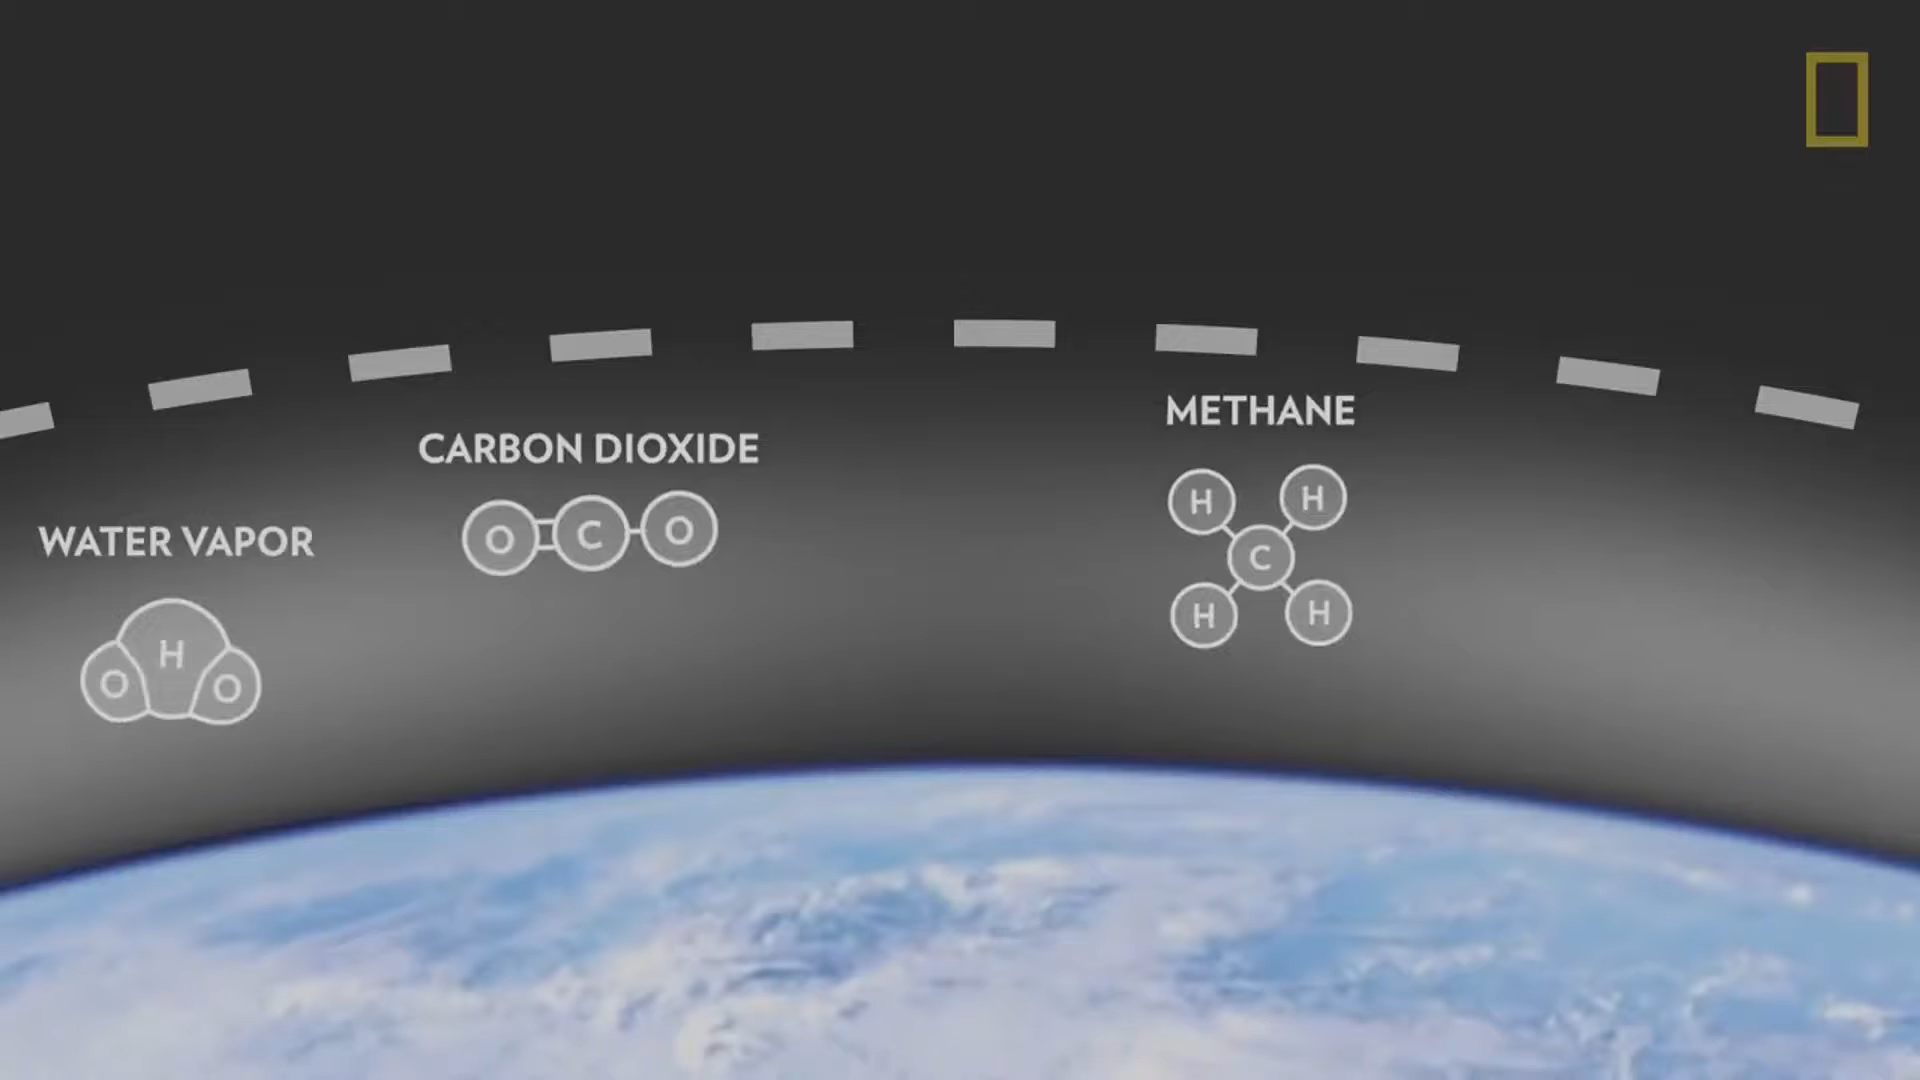 METHANE
CARBON DIOXIDE
WATER VAPOR
H H
O C O
C
H H
H
O O